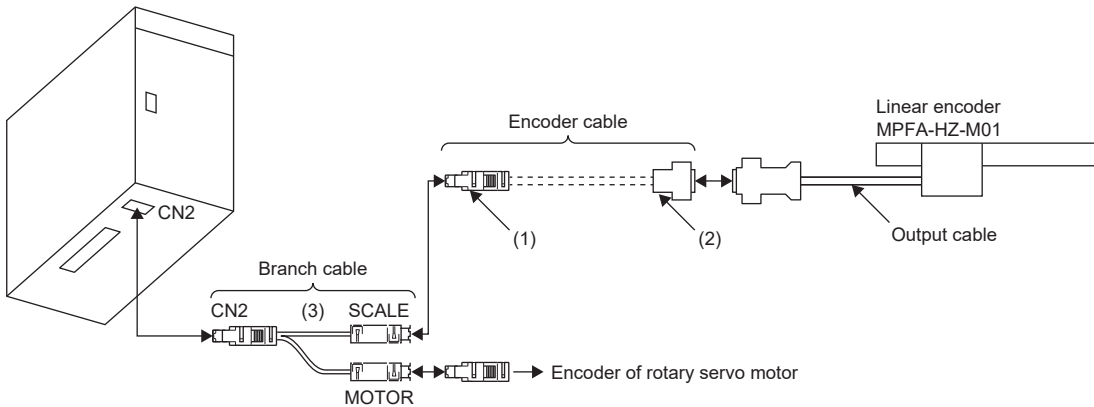 Linear encoder
MPFA-HZ-M01
Encoder cable
CN2
(1)
(2)
Output cable
Branch cable
CN2
(3)
SCALE
Encoder of rotary servo motor
MOTOR